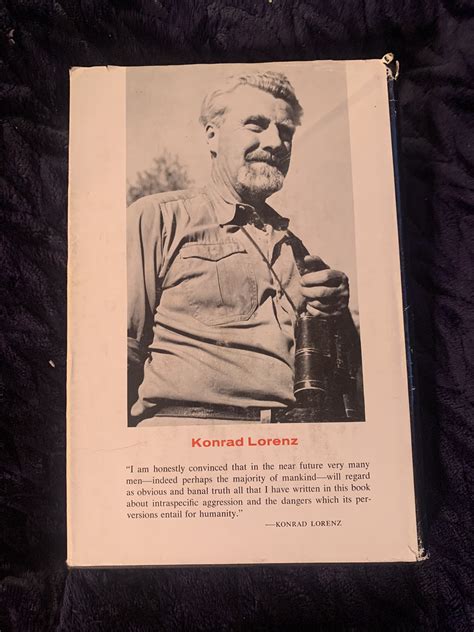 Konrad Lorenz
“I am honestly convinced that in the near future very many
men—indeed perhaps the majority of mankind—will regard
as obvious and banal truth all that I have written in this book
about intraspecific aggression and the dangers which its per-
versions entail for humanity.”
—KONRAD LORENZ